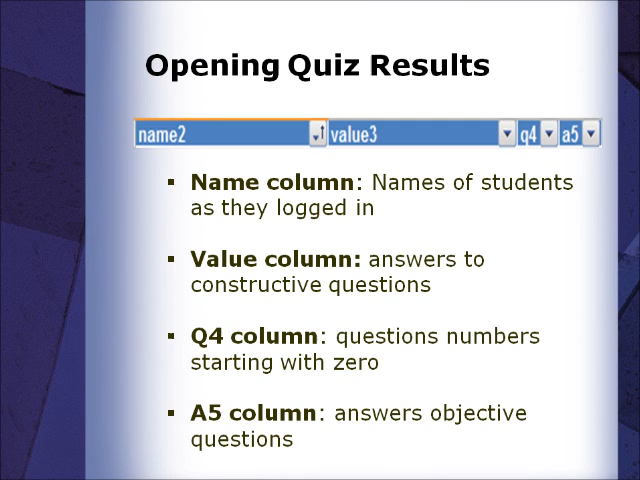 Opening Quiz Results
name2 value3 q4 a5
▪ Name column: Names of students
as they logged in
▪ Value column: answers to
constructive questions
▪ Q4 column: questions numbers
starting with zero
▪ A5 column: answers objective
questions